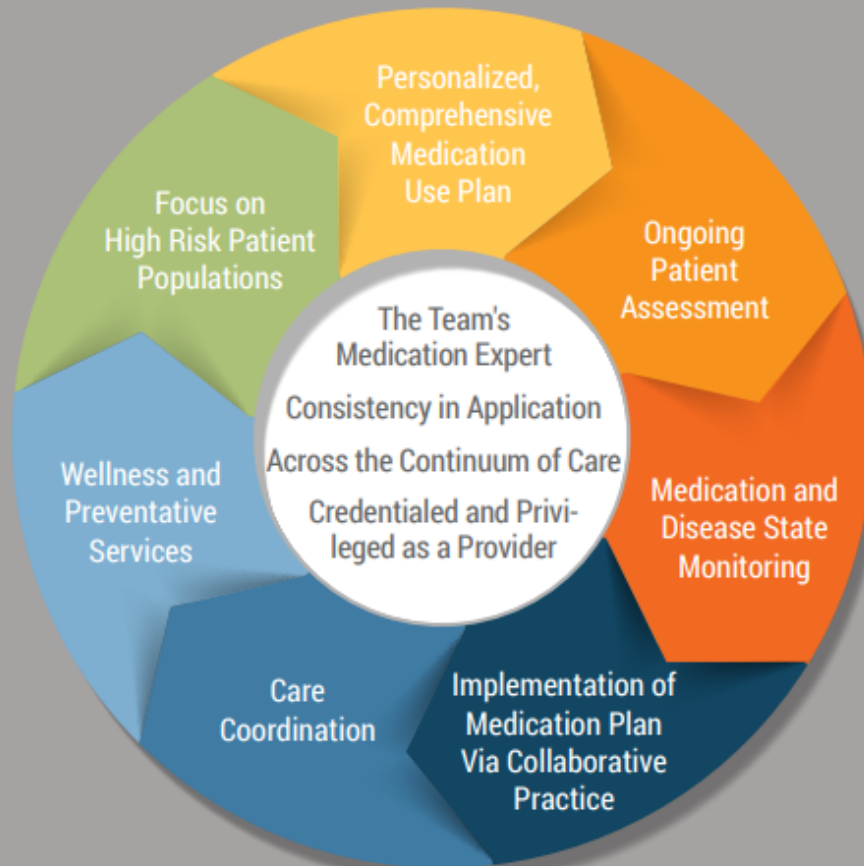 Personalized,
Comprehensive
Medication
Use Plan
Ongoing
Patient
Assessment
Medication and
Disease State
Monitoring
Implementation of
Medication Plan
Via Collaborative
Practice
Care
Coordination
Wellness and
Preventative
Services
Focus on
High Risk Patient
Populations
The Team's
Medication Expert
Consistency in Application
Across the Continuum of Care
Credentialed and Privi-
leged as a Provider